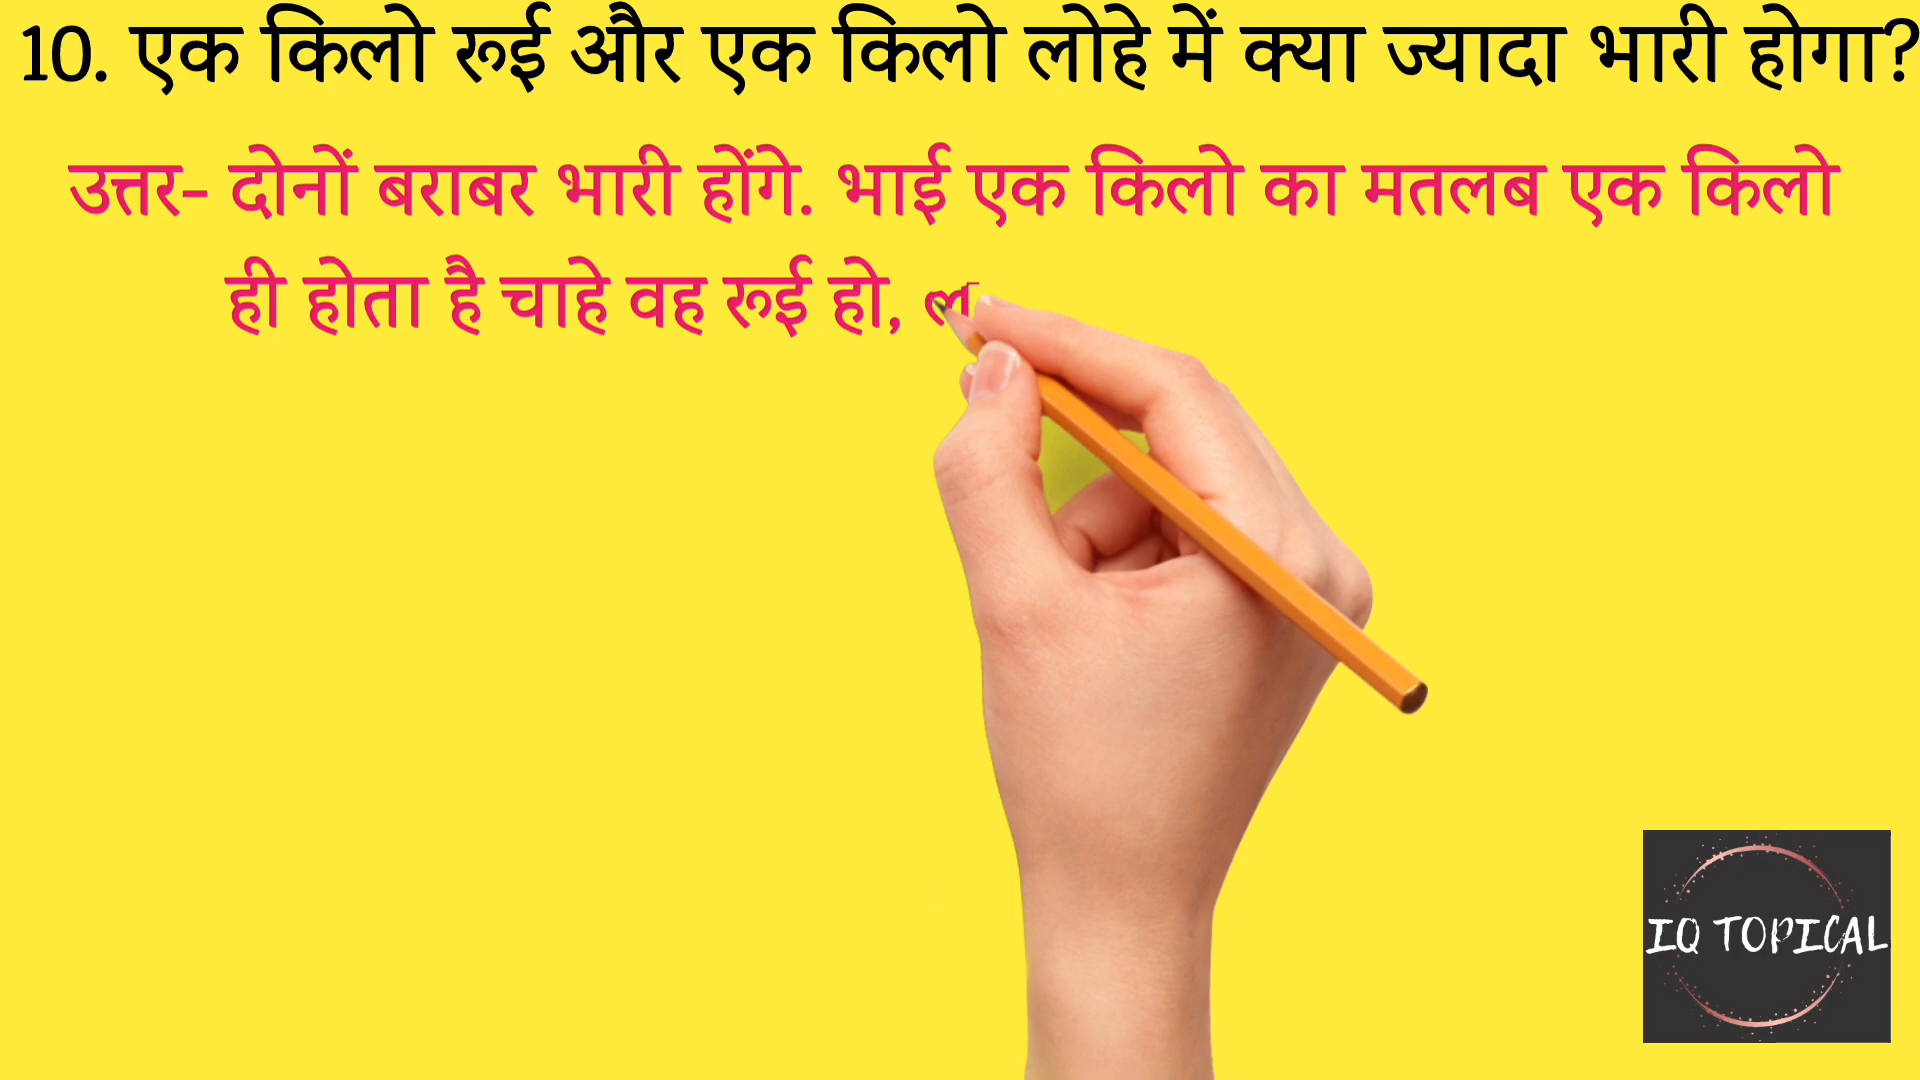 10. एक किलो रुई और एक किलो लोहे में क्या ज्यादा भारी होगा?
उत्तर- दोनों बराबर भारी होंगे. भाई एक किलो का मतलब एक किलो
ही होता है चाहे वह रुई हो,
IQ TOPICAL